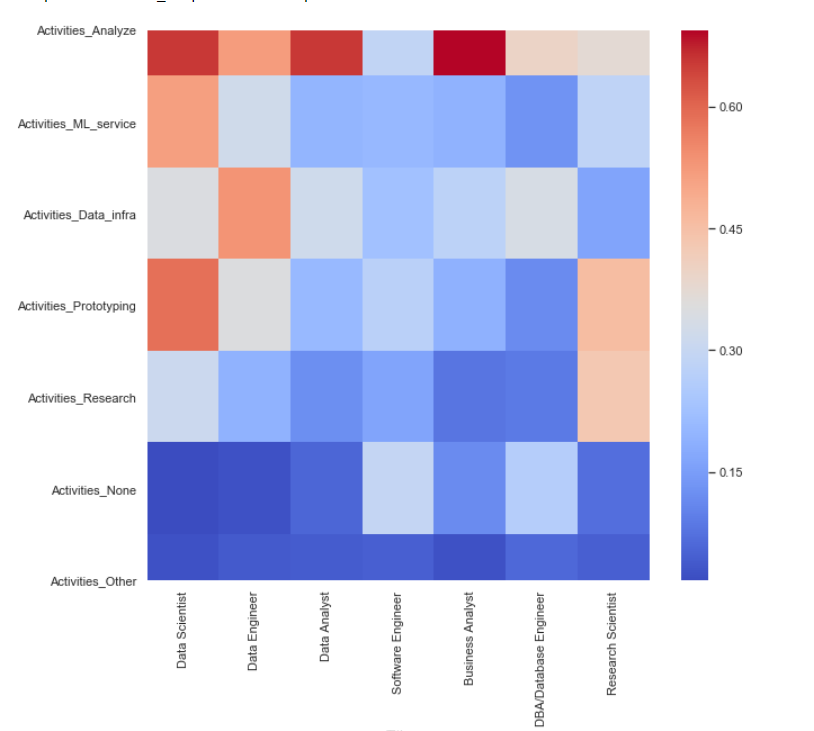 Activities_Analyze
Activities_ML_service
Activities_Data_infra
Activities_Prototyping
Activities_Research
Activities_None
Activities_Other
0.60
0.45
0.30
0.15
Data Scientist
Data Engineer
Data Analyst
Software Engineer
Business Analyst
DBA/Database Engineer
Research Scientist